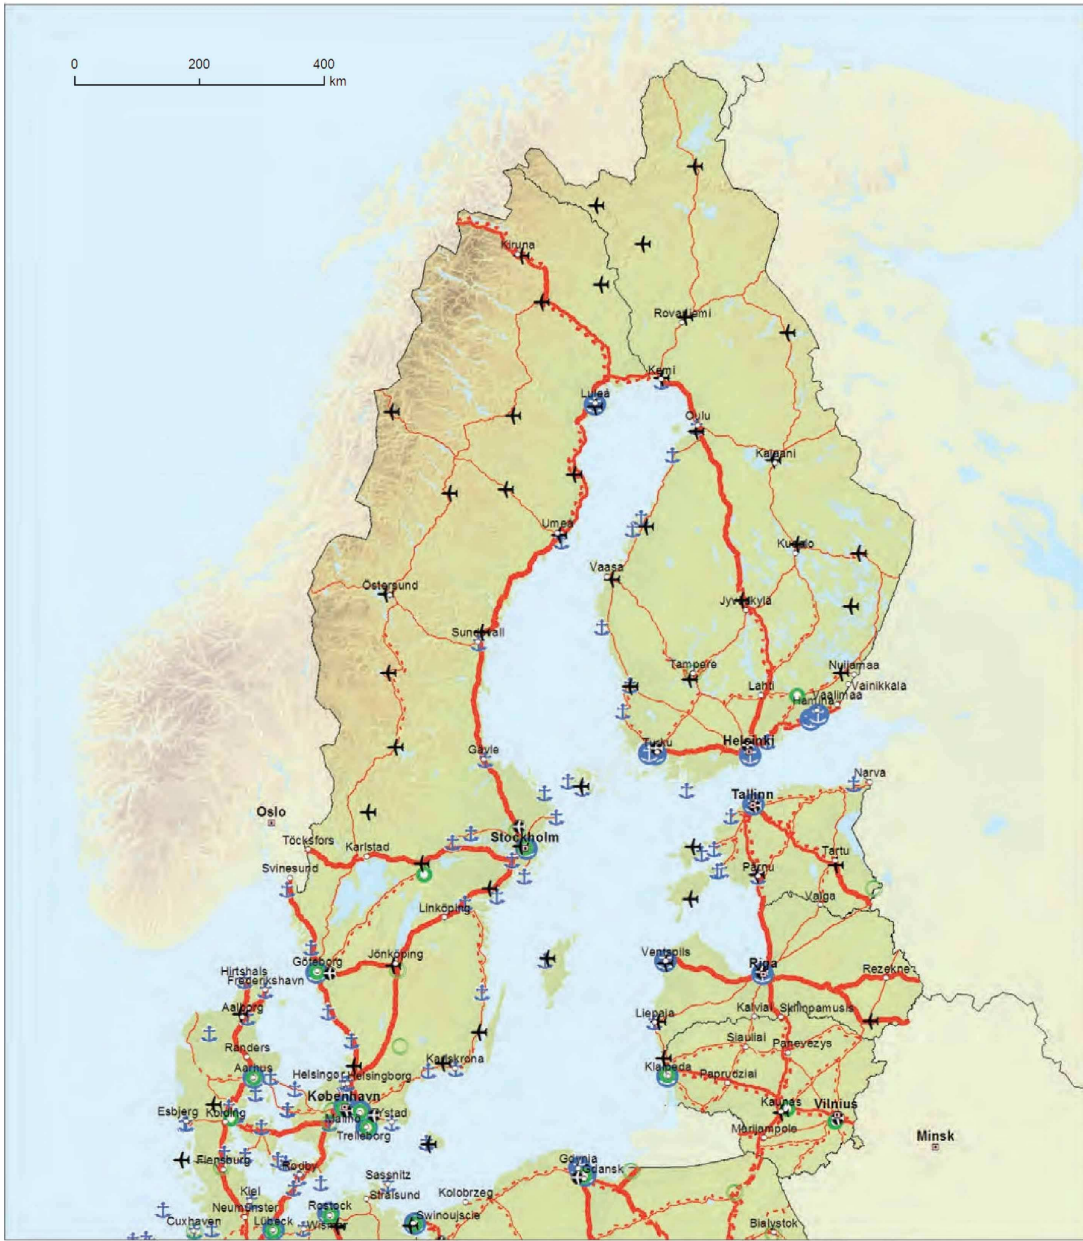 0 200 400
km
Kiruna
Rovaniemi
Kemi
Luleå
Oulu
Kajaani
Umeå
Kuopio
Vaasa
Östersund
Jyväskylä
Sundsvall
Tampere
Nuijamaa
Lahti
Vainikkala
Vaalimaa
Hamina
Turku
Helsinki
Gävle
Narva
Tallinn
Oslo
Stockholm
Töcksfors
Karlstad
Tartu
Svinesund
Pärnu
Valga
Linköping
Ventspils
Jönköping
Göteborg
Riga
Rezekne
Hirtshals
Frederikshavn
Aalborg
Liepaja
Kalviai
Skriinpamusis
Randers
Siauliai
Panevezys
Karlskrona
Aarhus
Helsingør
Helsingborg
Klaipeda
Paprudziai
København
Kaunas
Vilnius
Esbjerg
Kolding
Malmö
Ystad
Trelleborg
Marijampole
Minsk
Flensburg
Rødby
Gdynia
Gdansk
Sassnitz
Kiel
Stralsund
Kolobrzeg
Neumünster
Rostock
Cuxhaven
Lübeck
Wismar
Swinoujscie
Bialystok